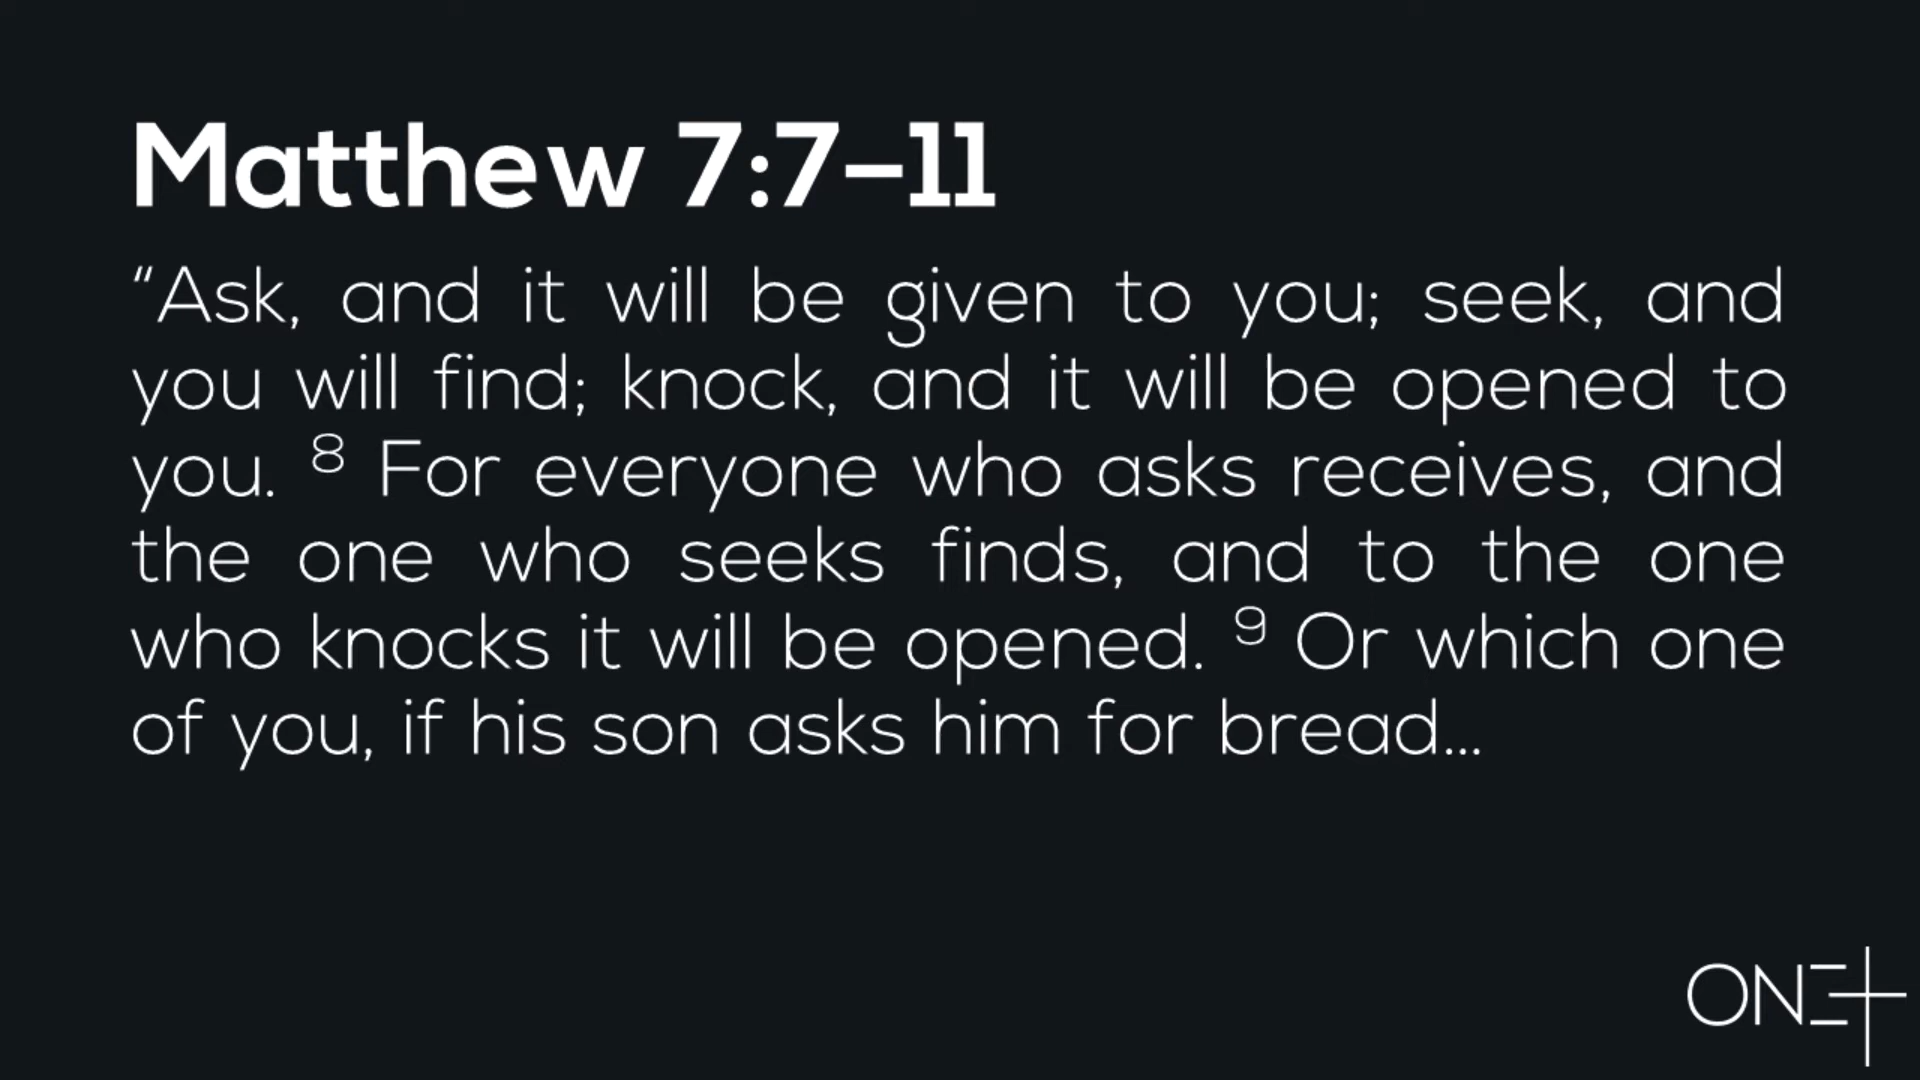 Matthew 7:7–11
“Ask, and it will be given to you; seek, and
you will find; knock, and it will be opened to
you. ⁸ For everyone who asks receives, and
the one who seeks finds, and to the one
who knocks it will be opened. ⁹ Or which one
of you, if his son asks him for bread…
ONE